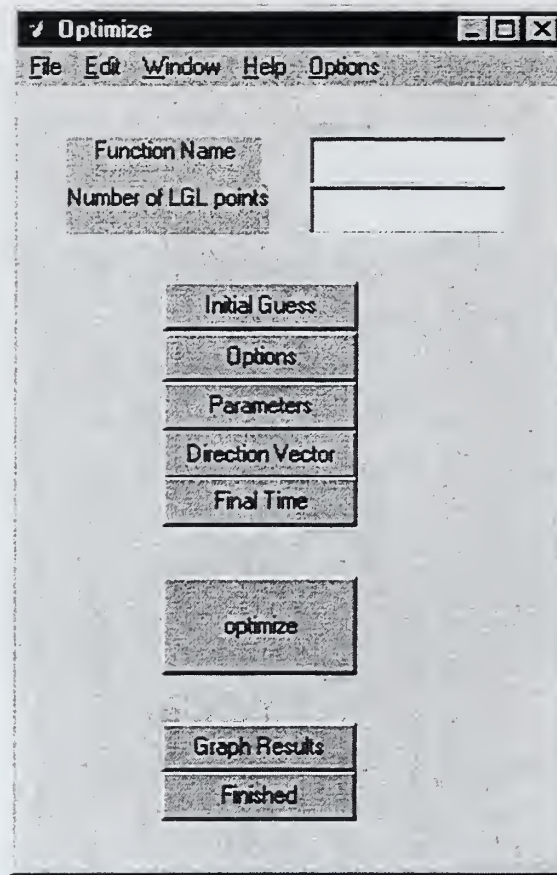 Optimize
File Edit Window Help Options
Function Name
Number of LGL points
Initial Guess
Options
Parameters
Direction Vector
Final Time
optimize
Graph Results
Finished